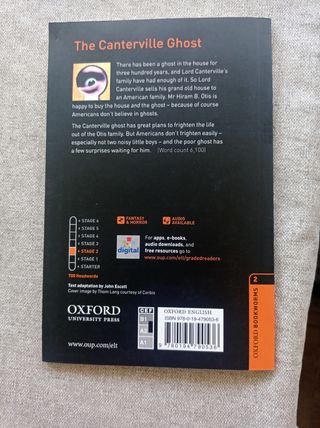 The Canterville Ghost
There has been a ghost in the house for
three hundred years, and Lord Canterville's
family have had enough of it. So Lord
Canterville sells his grand old house to
an American family. Mr Hiram B. Otis is
happy to buy the house and the ghost – because of course
Americans don't believe in ghosts.
The Canterville ghost has great plans to frighten the life
out of the Otis family. But Americans don't frighten easily –
especially not two noisy little boys – and the poor ghost has
a few surprises waiting for him. [Word count 6,100]
STAGE 6
STAGE 5
STAGE 4
STAGE 3
STAGE 2
STAGE 1
STARTER
700 Headwords
FANTASY & HORROR
AUDIO AVAILABLE
digital
For apps, e-books,
audio downloads, and
free resources go to
www.oup.com/elt/gradedreaders
Text adaptation by John Escott
Cover image by Thom Lang courtesy of Corbis
OXFORD
UNIVERSITY PRESS
www.oup.com/elt
CEF
B1
A2
A1
OXFORD ENGLISH
ISBN 978-0-19-479053-6
9 780194 790536
OXFORD BOOKWORMS 2